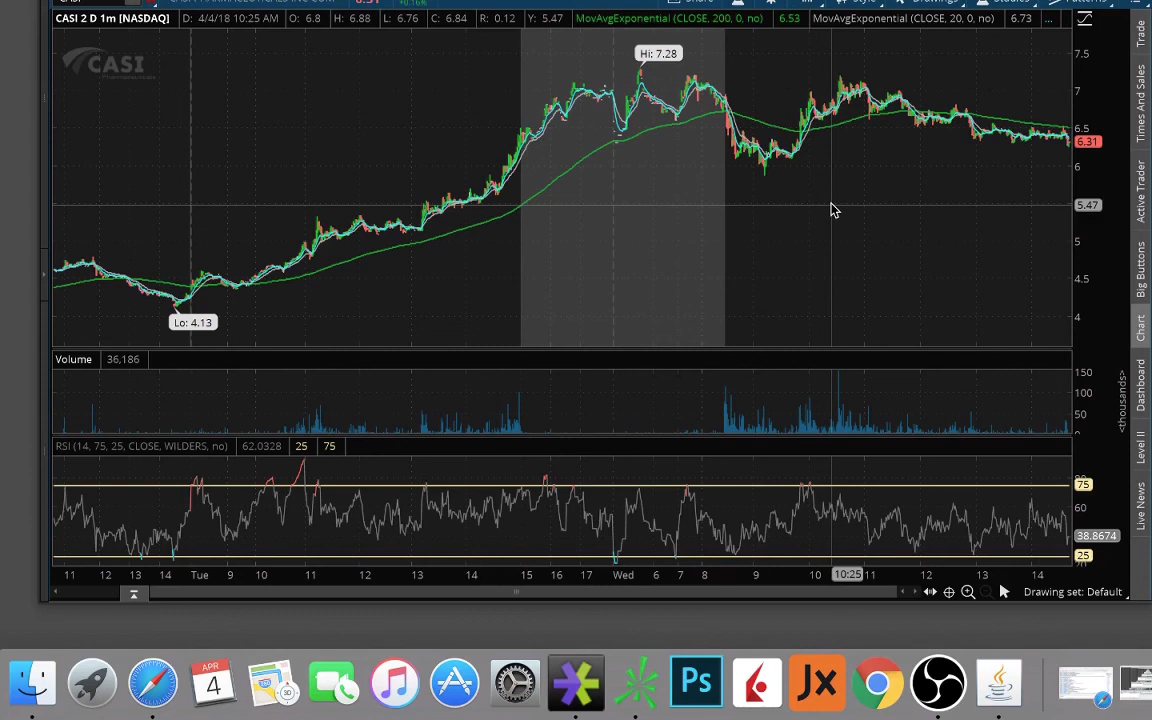 CASI 2 D 1m [NASDAQ] D: 4/4/18 10:25 AM O: 6.8 H: 6.88 L: 6.76 C: 6.84 R: 0.12 Y: 5.47 MovAvgExponential (CLOSE, 200, 0, no) 6.53 MovAvgExponential (CLOSE, 20, 0, no) 6.73 ...
CASI
Hi: 7.28
Lo: 4.13
7.5
7
6.5
6.31
6
5.47
5
4.5
4
Volume 36,186
150
100
50
0
<thousands>
RSI (14, 75, 25, CLOSE, WILDERS, no) 62.0328 25 75
75
60
38.8674
25
11 12 13 14 Tue 9 10 11 12 13 14 15 16 17 Wed 6 7 8 9 10 10:25 11 12 13 14
Drawing set: Default
Trade
Times And Sales
Active Trader
Big Buttons
Chart
Dashboard
Level II
Live News
APR
4
3D
Ps
JX